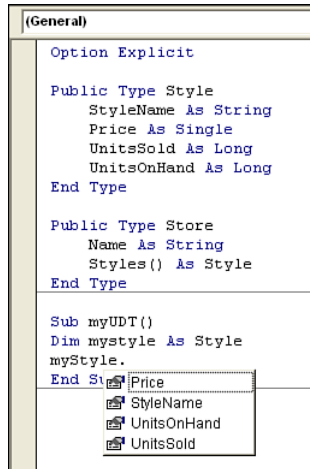 (General)
Option Explicit
Public Type Style
StyleName As String
Price As Single
UnitsSold As Long
UnitsOnHand As Long
End Type
Public Type Store
Name As String
Styles() As Style
End Type
Sub myUDT()
Dim mystyle As Style
myStyle.
End
Price
StyleName
UnitsOnHand
UnitsSold